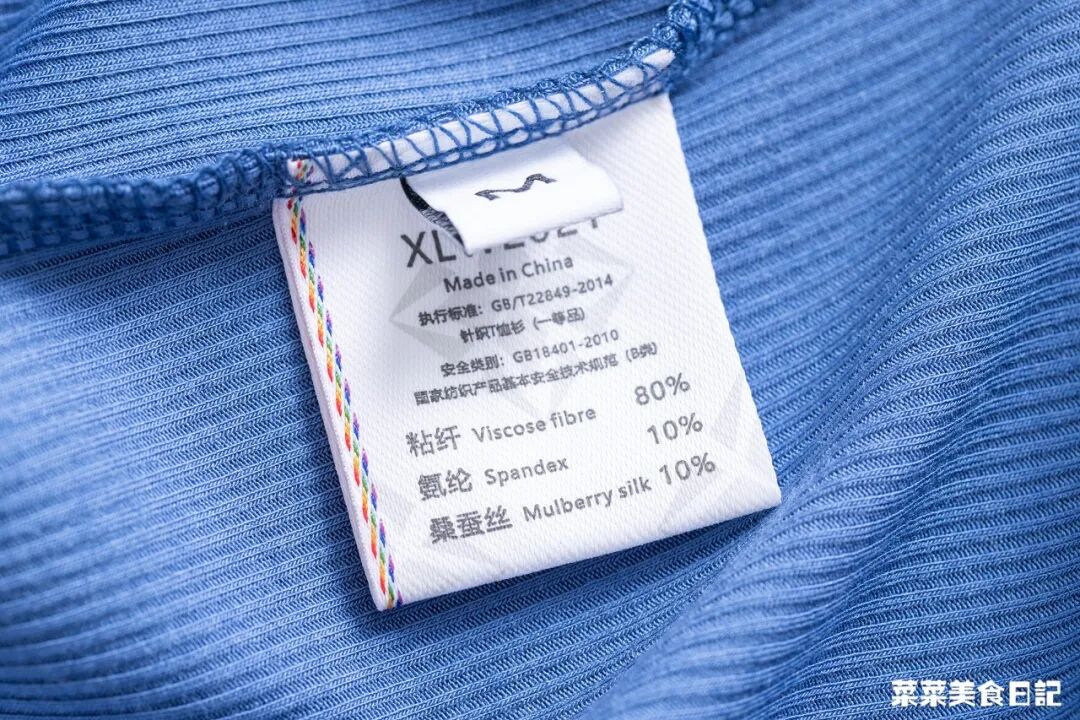 M
Made in China
执行标准：GB/T22849-2014
针织T恤衫（一等品）
安全类别：GB18401-2010
国家纺织产品基本安全技术规范（B类）
粘纤 Viscose fibre 80%
氨纶 Spandex 10%
桑蚕丝 Mulberry silk 10%
菜菜美食日記